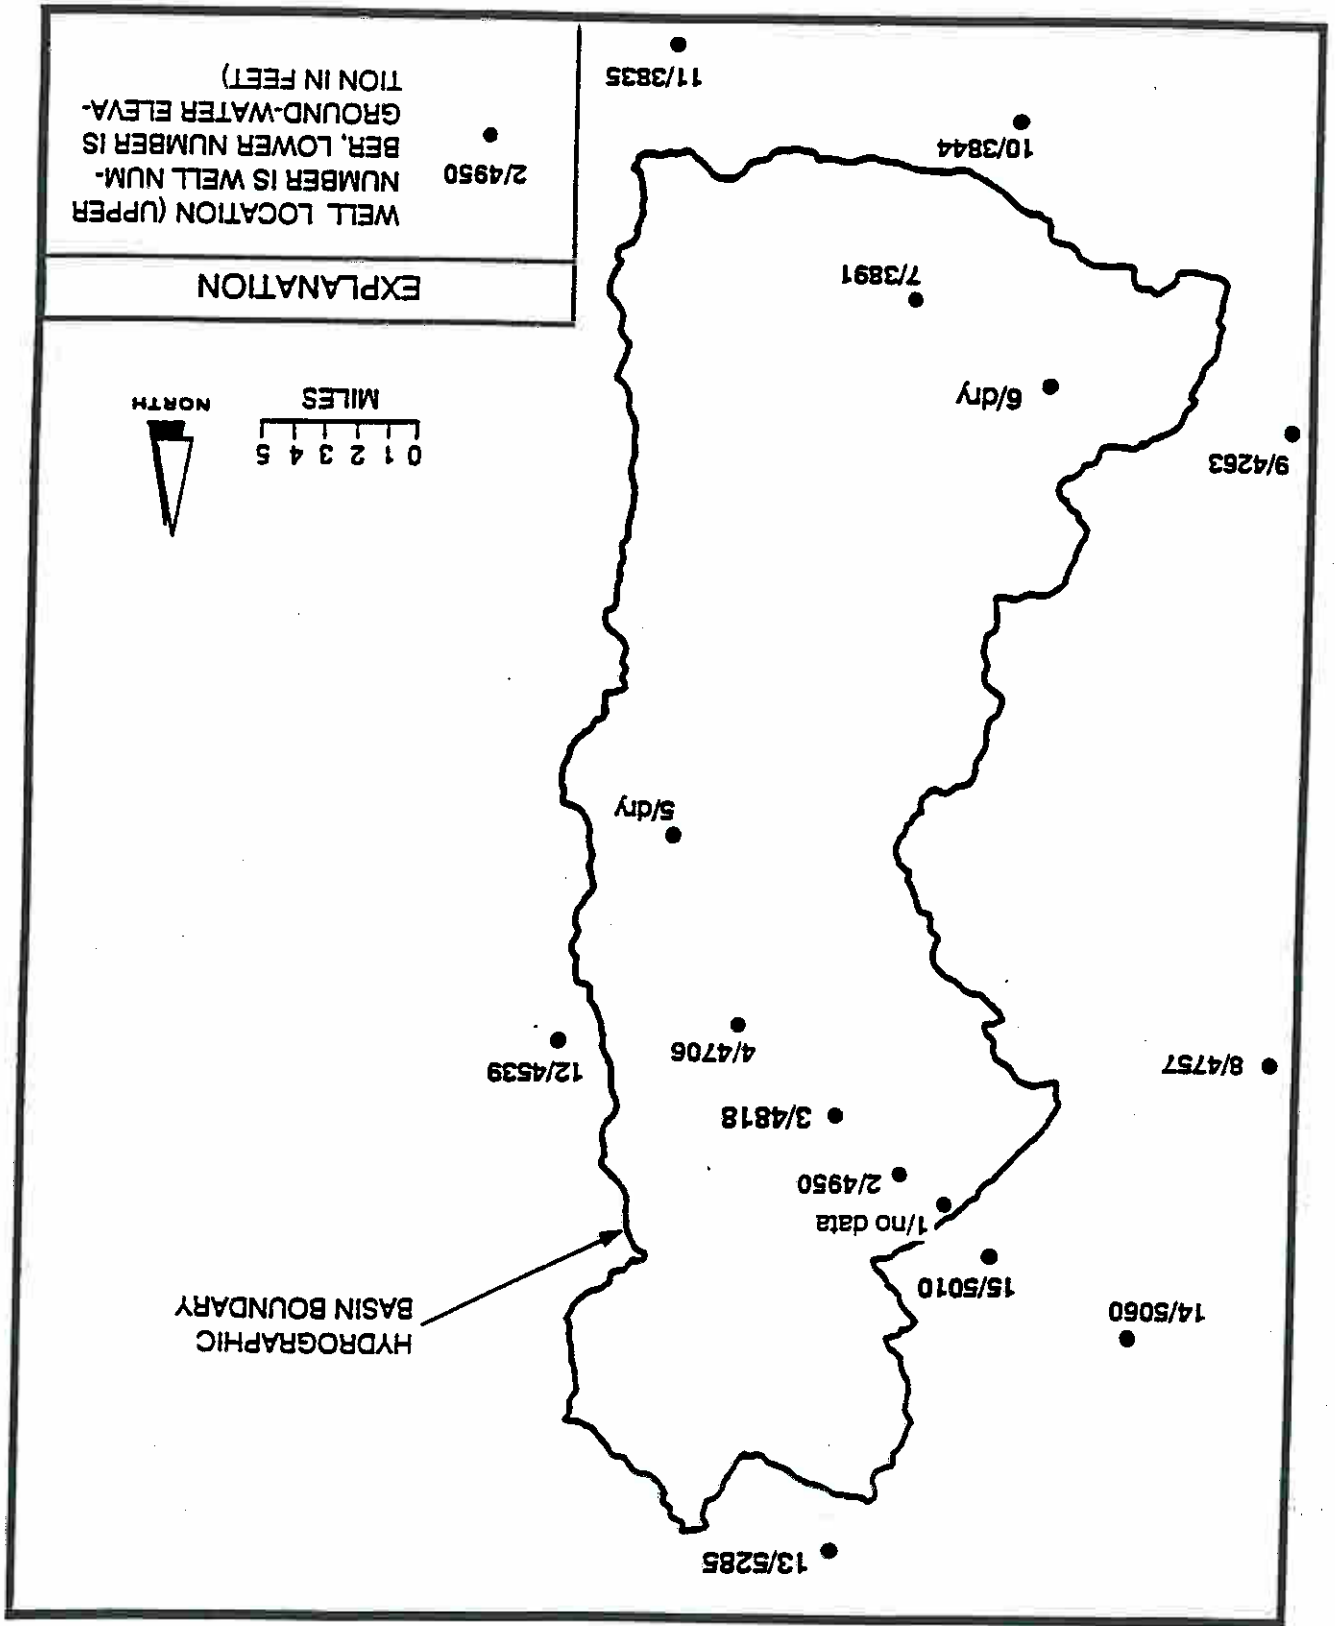 13/5285
14/5060
15/5010
HYDROGRAPHIC
BASIN BOUNDARY
1/no data
2/4950
3/4818
8/4757
4/4706
12/4539
5/dry
9/4263
6/dry
0 1 2 3 4 5
MILES
NORTH
7/3891
EXPLANATION
2/4950
WELL LOCATION (UPPER
NUMBER IS WELL NUM-
BER, LOWER NUMBER IS
GROUND-WATER ELEVA-
TION IN FEET)
10/3844
11/3835